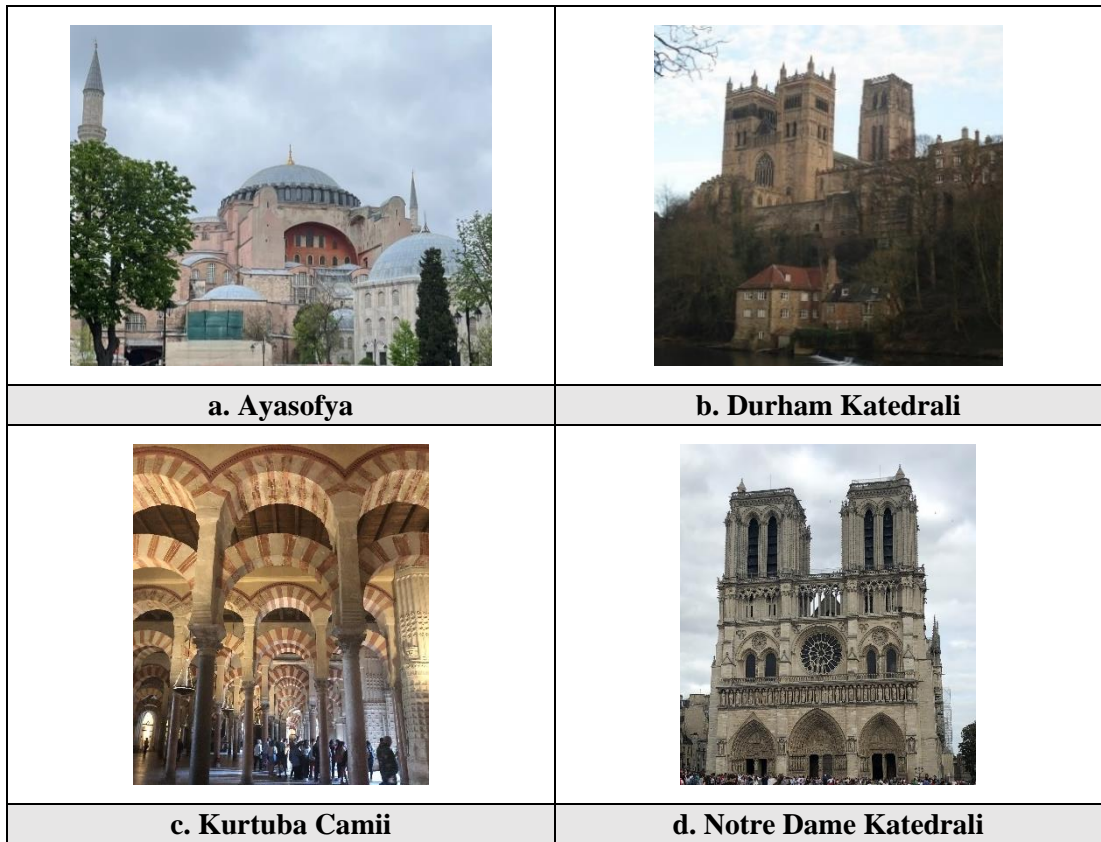 a. Ayasofya
b. Durham Katedrali
c. Kurtuba Camii
d. Notre Dame Katedrali